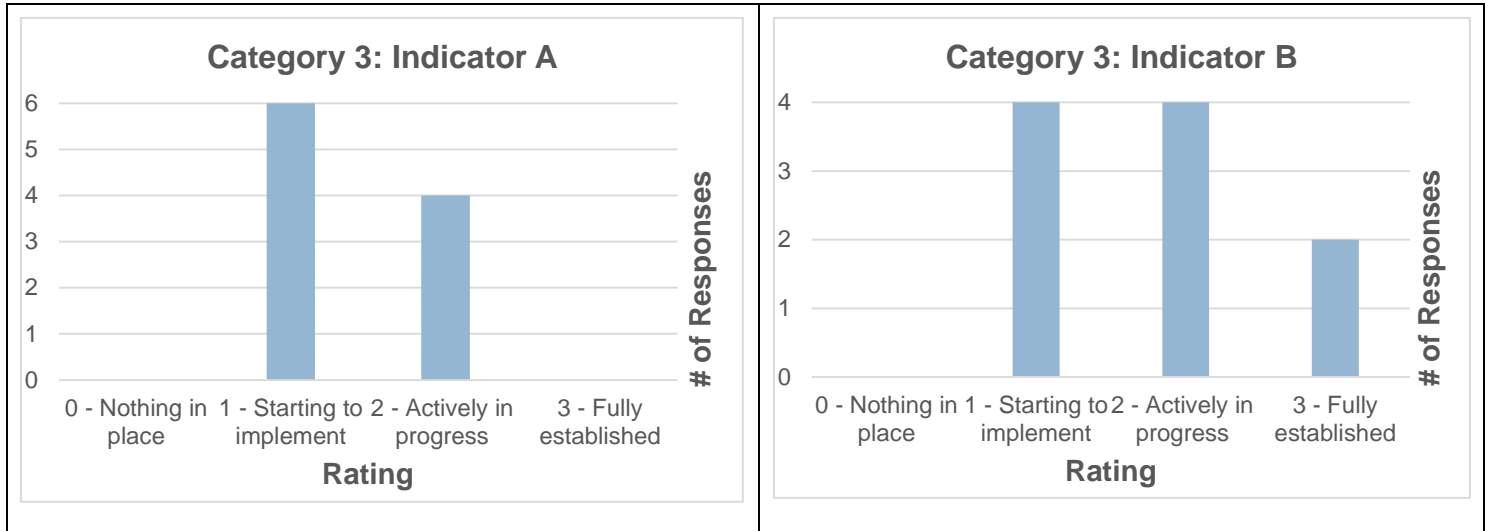 Category 3: Indicator A
6
5
4
3
2
1
0
0 - Nothing in place
1 - Starting to implement
2 - Actively in progress
3 - Fully established
Rating
# of Responses
Category 3: Indicator B
4
3
2
1
0
0 - Nothing in place
1 - Starting to implement
2 - Actively in progress
3 - Fully established
Rating
# of Responses